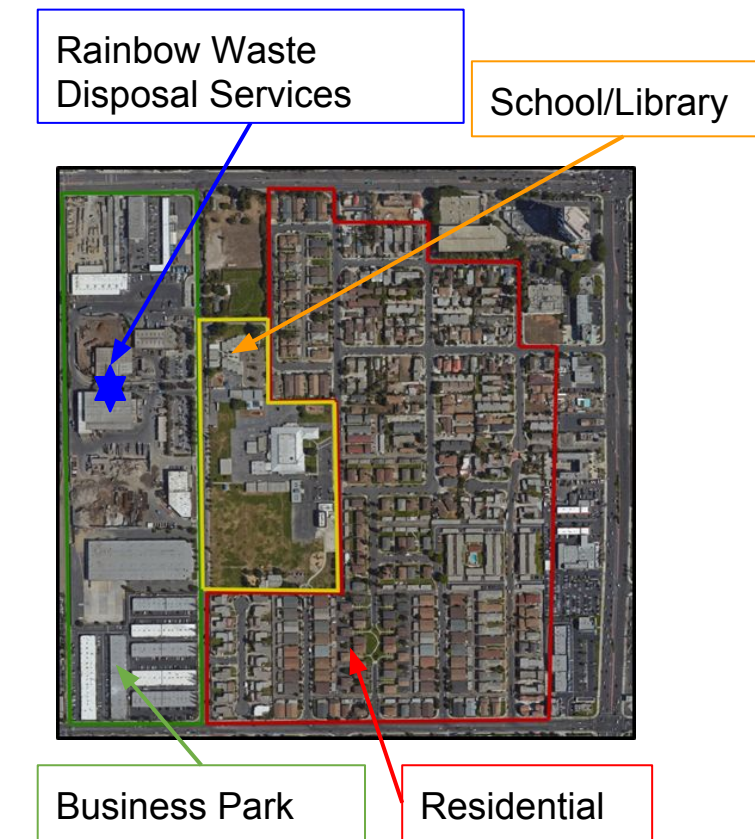 Rainbow Waste
Disposal Services
School/Library
Business Park
Residential